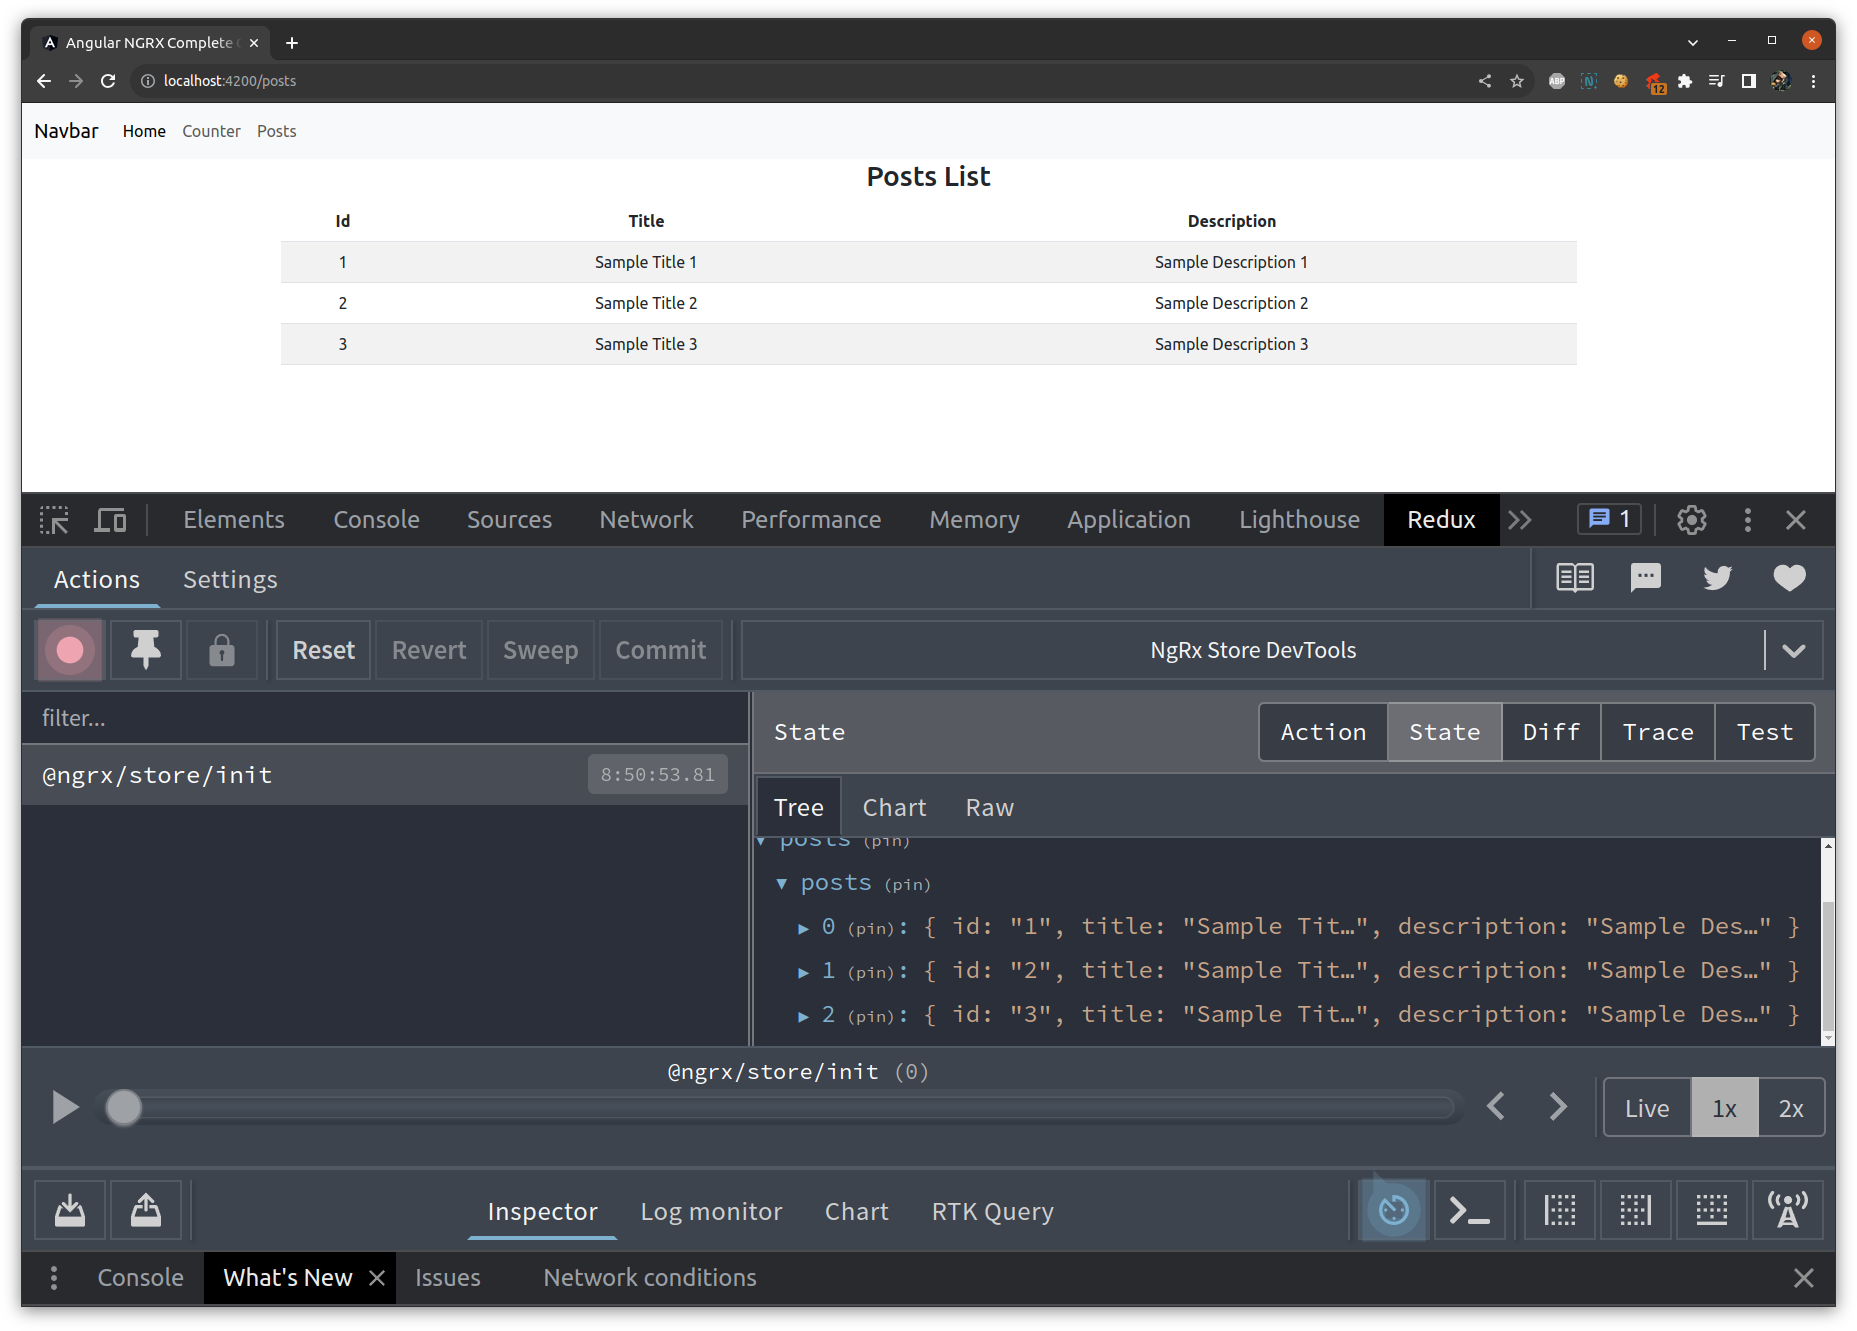 Angular NGRX Complete
localhost:4200/posts
ABP
N
12
Navbar Home Counter Posts
Posts List
Id Title Description
1 Sample Title 1 Sample Description 1
2 Sample Title 2 Sample Description 2
3 Sample Title 3 Sample Description 3
Elements Console Sources Network Performance Memory Application Lighthouse Redux 1
Actions Settings
Reset Revert Sweep Commit NgRx Store DevTools
filter...
@ngrx/store/init 8:50:53.81
State Action State Diff Trace Test
Tree Chart Raw
▼ posts (pin)
▼ posts (pin)
▶ 0 (pin): { id: "1", title: "Sample Tit…", description: "Sample Des…" }
▶ 1 (pin): { id: "2", title: "Sample Tit…", description: "Sample Des…" }
▶ 2 (pin): { id: "3", title: "Sample Tit…", description: "Sample Des…" }
@ngrx/store/init (0)
Live 1x 2x
Inspector Log monitor Chart RTK Query
Console What's New Issues Network conditions